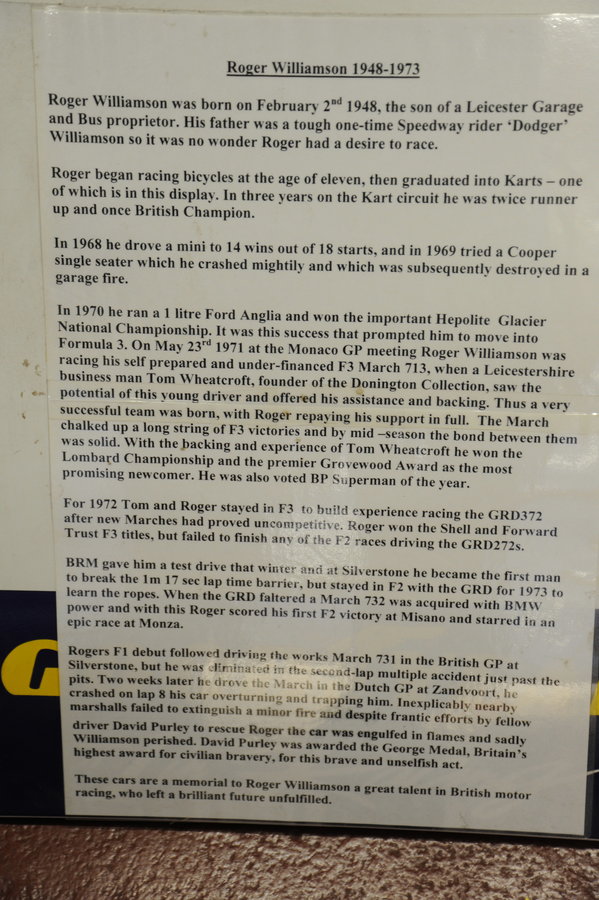 Roger Williamson 1948-1973
Roger Williamson was born on February 2nd 1948, the son of a Leicester Garage
and Bus proprietor. His father was a tough one-time Speedway rider ‘Dodger’
Williamson so it was no wonder Roger had a desire to race.
Roger began racing bicycles at the age of eleven, then graduated into Karts – one
of which is in this display. In three years on the Kart circuit he was twice runner
up and once British Champion.
In 1968 he drove a mini to 14 wins out of 18 starts, and in 1969 tried a Cooper
single seater which he crashed mightily and which was subsequently destroyed in a
garage fire.
In 1970 he ran a 1 litre Ford Anglia and won the important Hepolite Glacier
National Championship. It was this success that prompted him to move into
Formula 3. On May 23rd 1971 at the Monaco GP meeting Roger Williamson was
racing his self prepared and under-financed F3 March 713, when a Leicestershire
business man Tom Wheatcroft, founder of the Donington Collection, saw the
potential of this young driver and offered his assistance and backing. Thus a very
successful team was born, with Roger repaying his support in full. The March
chalked up a long string of F3 victories and by mid –season the bond between them
was solid. With the backing and experience of Tom Wheatcroft he won the
Lombard Championship and the premier Grovewood Award as the most
promising newcomer. He was also voted BP Superman of the year.
For 1972 Tom and Roger stayed in F3 to build experience racing the GRD372
after new Marches had proved uncompetitive. Roger won the Shell and Forward
Trust F3 titles, but failed to finish any of the F2 races driving the GRD272s.
BRM gave him a test drive that winter and at Silverstone he became the first man
to break the 1m 17 sec lap time barrier, but stayed in F2 with the GRD for 1973 to
learn the ropes. When the GRD faltered a March 732 was acquired with BMW
power and with this Roger scored his first F2 victory at Misano and starred in an
epic race at Monza.
Rogers F1 debut followed driving the works March 731 in the British GP at
Silverstone, but he was eliminated in the second-lap multiple accident just past the
pits. Two weeks later he drove the March in the Dutch GP at Zandvoort, he
crashed on lap 8 his car overturning and trapping him. Inexplicably nearby
marshalls failed to extinguish a minor fire and despite frantic efforts by fellow
driver David Purley to rescue Roger the car was engulfed in flames and sadly
Williamson perished. David Purley was awarded the George Medal, Britain’s
highest award for civilian bravery, for this brave and unselfish act.
These cars are a memorial to Roger Williamson a great talent in British motor
racing, who left a brilliant future unfulfilled.